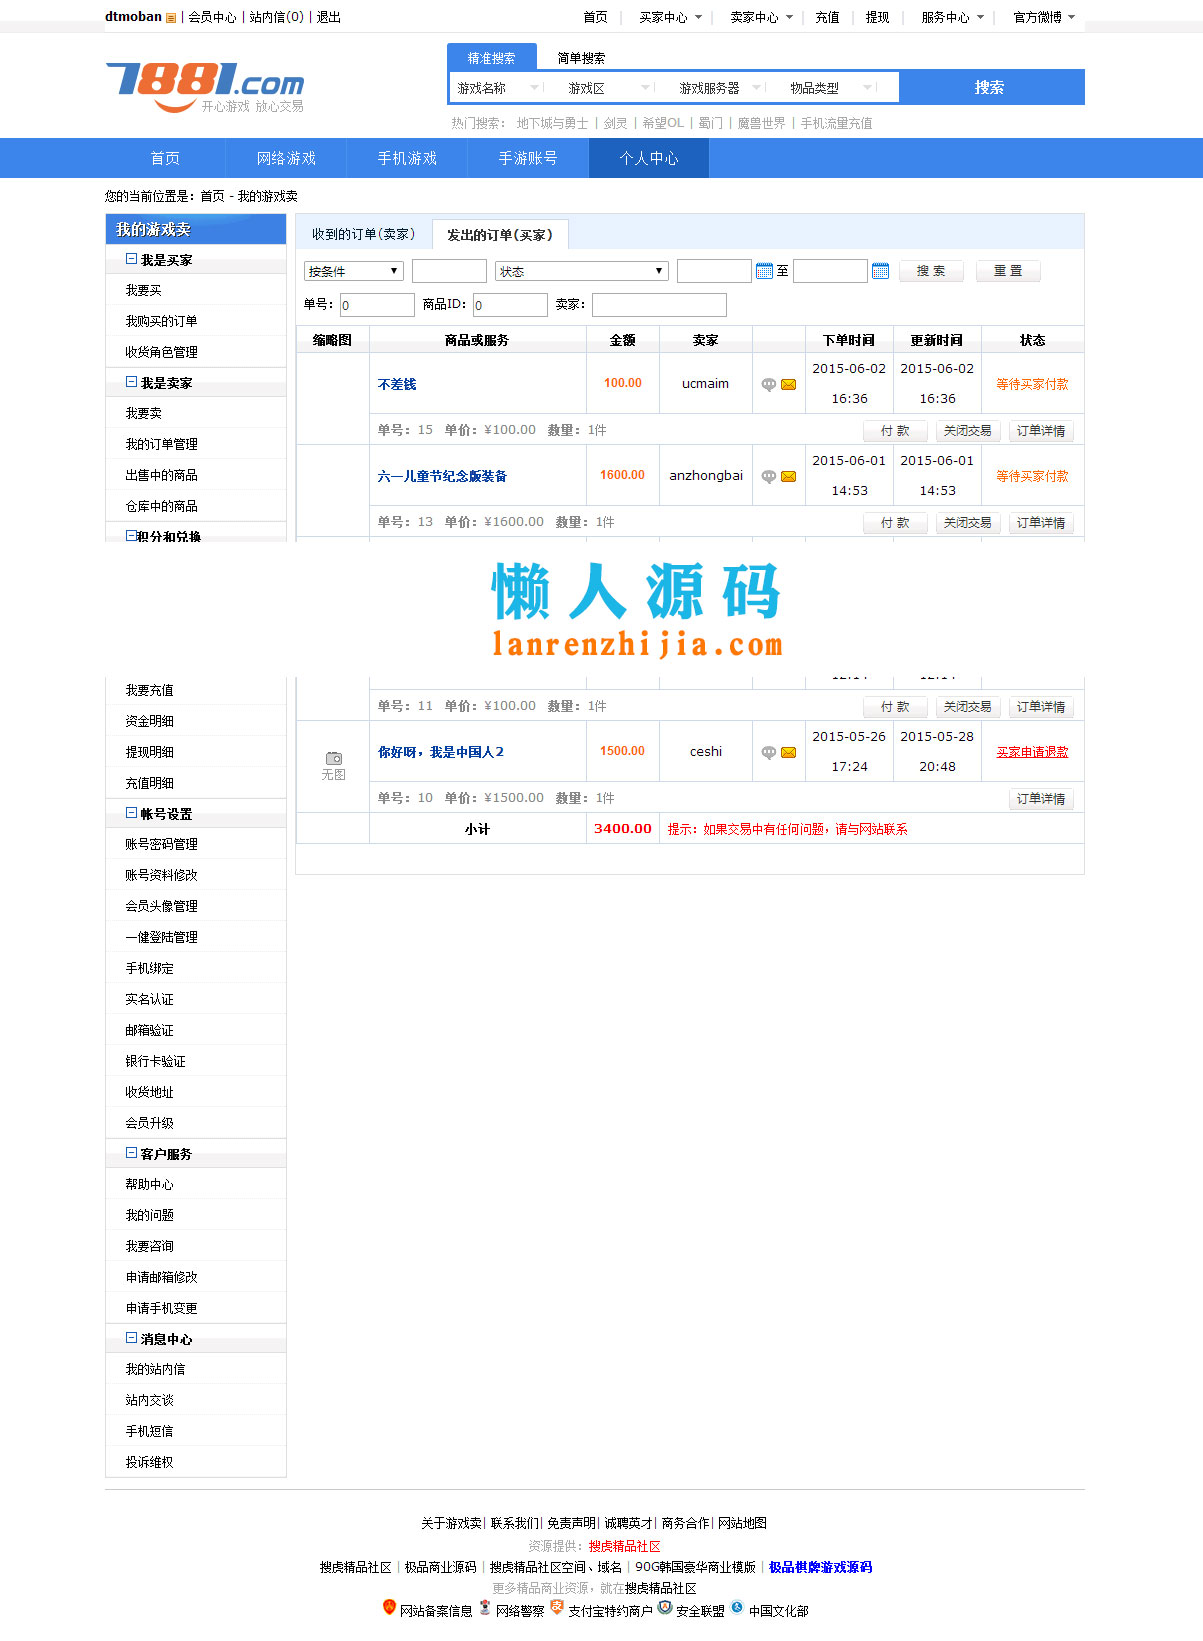 dtmoban | 会员中心 | 站内信(0) | 退出
首页 | 买家中心 | 卖家中心 | 充值 | 提现 | 服务中心 | 官方微博
7881.com
开心游戏 放心交易
精准搜索 简单搜索
游戏名称 游戏区 游戏服务器 物品类型 搜索
热门搜索： 地下城与勇士 | 剑灵 | 希望OL | 蜀门 | 魔兽世界 | 手机流量充值
首页 网络游戏 手机游戏 手游账号 个人中心
您的当前位置是：首页 - 我的游戏卖
我的游戏卖
我是买家
我要买
我购买的订单
收货角色管理
我是卖家
我要卖
我的订单管理
出售中的商品
仓库中的商品
积分和兑换
收到的订单(卖家) 发出的订单(买家)
按条件 状态 至 搜 索 重 置
单号：0 商品ID：0 卖家：
缩略图 商品或服务 金额 卖家 下单时间 更新时间 状态
不差钱 100.00 ucmaim 2015-06-02 16:36 2015-06-02 16:36 等待买家付款
单号：15 单价：¥100.00 数量：1件 付 款 关闭交易 订单详情
六一儿童节纪念版装备 1600.00 anzhongbai 2015-06-01 14:53 2015-06-01 14:53 等待买家付款
单号：13 单价：¥1600.00 数量：1件 付 款 关闭交易 订单详情
懒人源码
lanrenzhijia.com
单号：11 单价：¥100.00 数量：1件 付 款 关闭交易 订单详情
无图 你好呀，我是中国人2 1500.00 ceshi 2015-05-26 17:24 2015-05-28 20:48 买家申请退款
单号：10 单价：¥1500.00 数量：1件 订单详情
小计 3400.00 提示：如果交易中有任何问题，请与网站联系
我要充值
资金明细
提现明细
充值明细
帐号设置
账号密码管理
账号资料修改
会员头像管理
一健登陆管理
手机绑定
实名认证
邮箱验证
银行卡验证
收货地址
会员升级
客户服务
帮助中心
我的问题
我要咨询
申请邮箱修改
申请手机变更
消息中心
我的站内信
站内交谈
手机短信
投诉维权
关于游戏卖| 联系我们| 免责声明| 诚聘英才| 商务合作| 网站地图
资源提供：搜虎精品社区
搜虎精品社区 | 极品商业源码 | 搜虎精品社区空间、域名 | 90G韩国豪华商业模版 | 极品棋牌游戏源码
更多精品商业资源，就在搜虎精品社区
网站备案信息 网络警察 支付宝特约商户 安全联盟 中国文化部